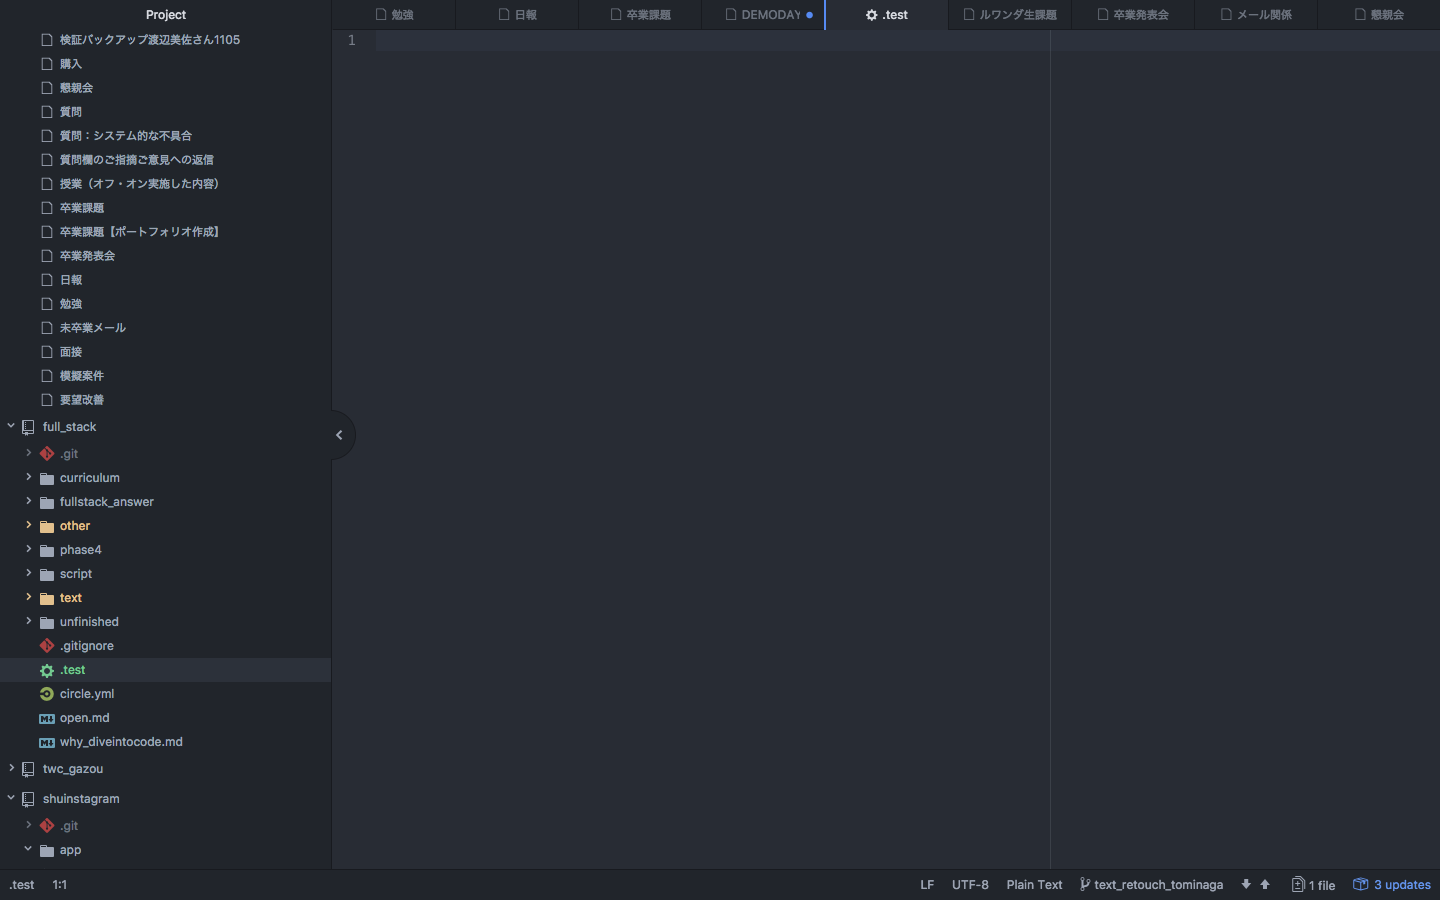 Project
検証バックアップ渡辺美佐さん1105
購入
懇親会
質問
質問：システム的な不具合
質問欄のご指摘ご意見への返信
授業（オフ・オン実施した内容）
卒業課題
卒業課題【ポートフォリオ作成】
卒業発表会
日報
勉強
未卒業メール
面接
模擬案件
要望改善
full_stack
.git
curriculum
fullstack_answer
other
phase4
script
text
unfinished
.gitignore
.test
circle.yml
open.md
why_diveintocode.md
twc_gazou
shuinstagram
.git
app
勉強 日報 卒業課題 DEMODAY .test ルワンダ生課題 卒業発表会 メール関係 懇親会
1
.test 1:1 LF UTF-8 Plain Text text_retouch_tominaga 1 file 3 updates